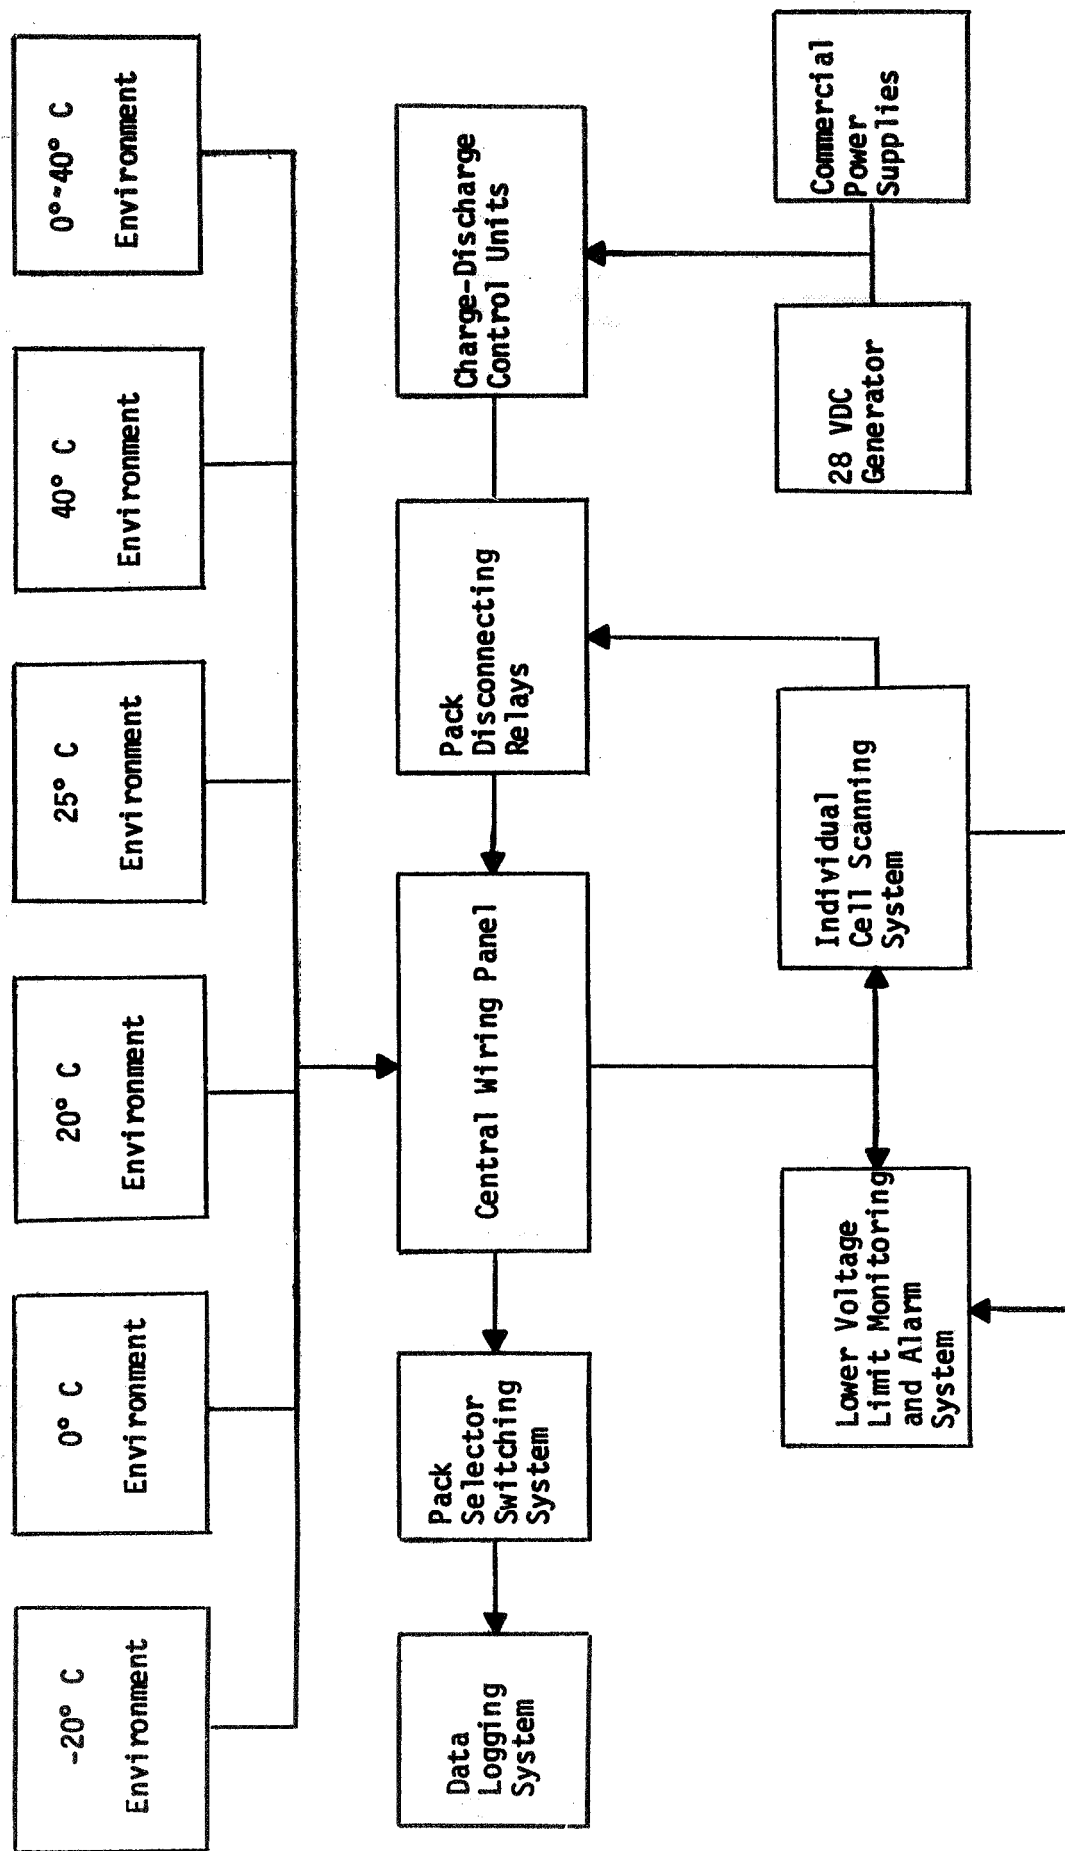 -20° C
Environment
0° C
Environment
20° C
Environment
25° C
Environment
40° C
Environment
0°≈40° C
Environment
Data
Logging
System
Pack
Selector
Switching
System
Central Wiring Panel
Pack
Disconnecting
Relays
Charge-Discharge
Control Units
Lower Voltage
Limit Monitoring
and Alarm
System
Individual
Cell Scanning
System
28 VDC
Generator
Commercial
Power
Supplies